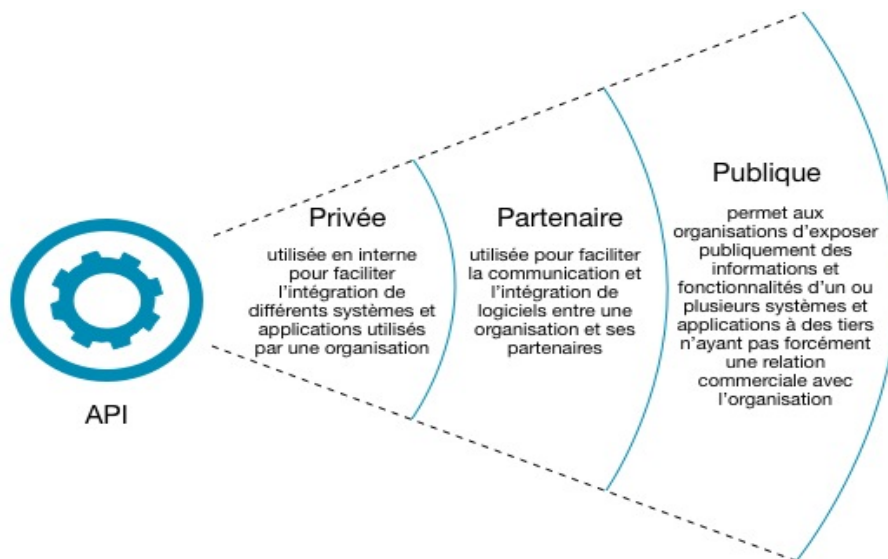 API
Privée
utilisée en interne
pour faciliter
l'intégration de
différents systèmes et
applications utilisés
par une organisation
Partenaire
utilisée pour faciliter
la communication et
l'intégration de
logiciels entre une
organisation et ses
partenaires
Publique
permet aux
organisations d'exposer
publiquement des
informations et
fonctionnalités d'un ou
plusieurs systèmes et
applications à des tiers
n'ayant pas forcément
une relation
commerciale avec
l'organisation